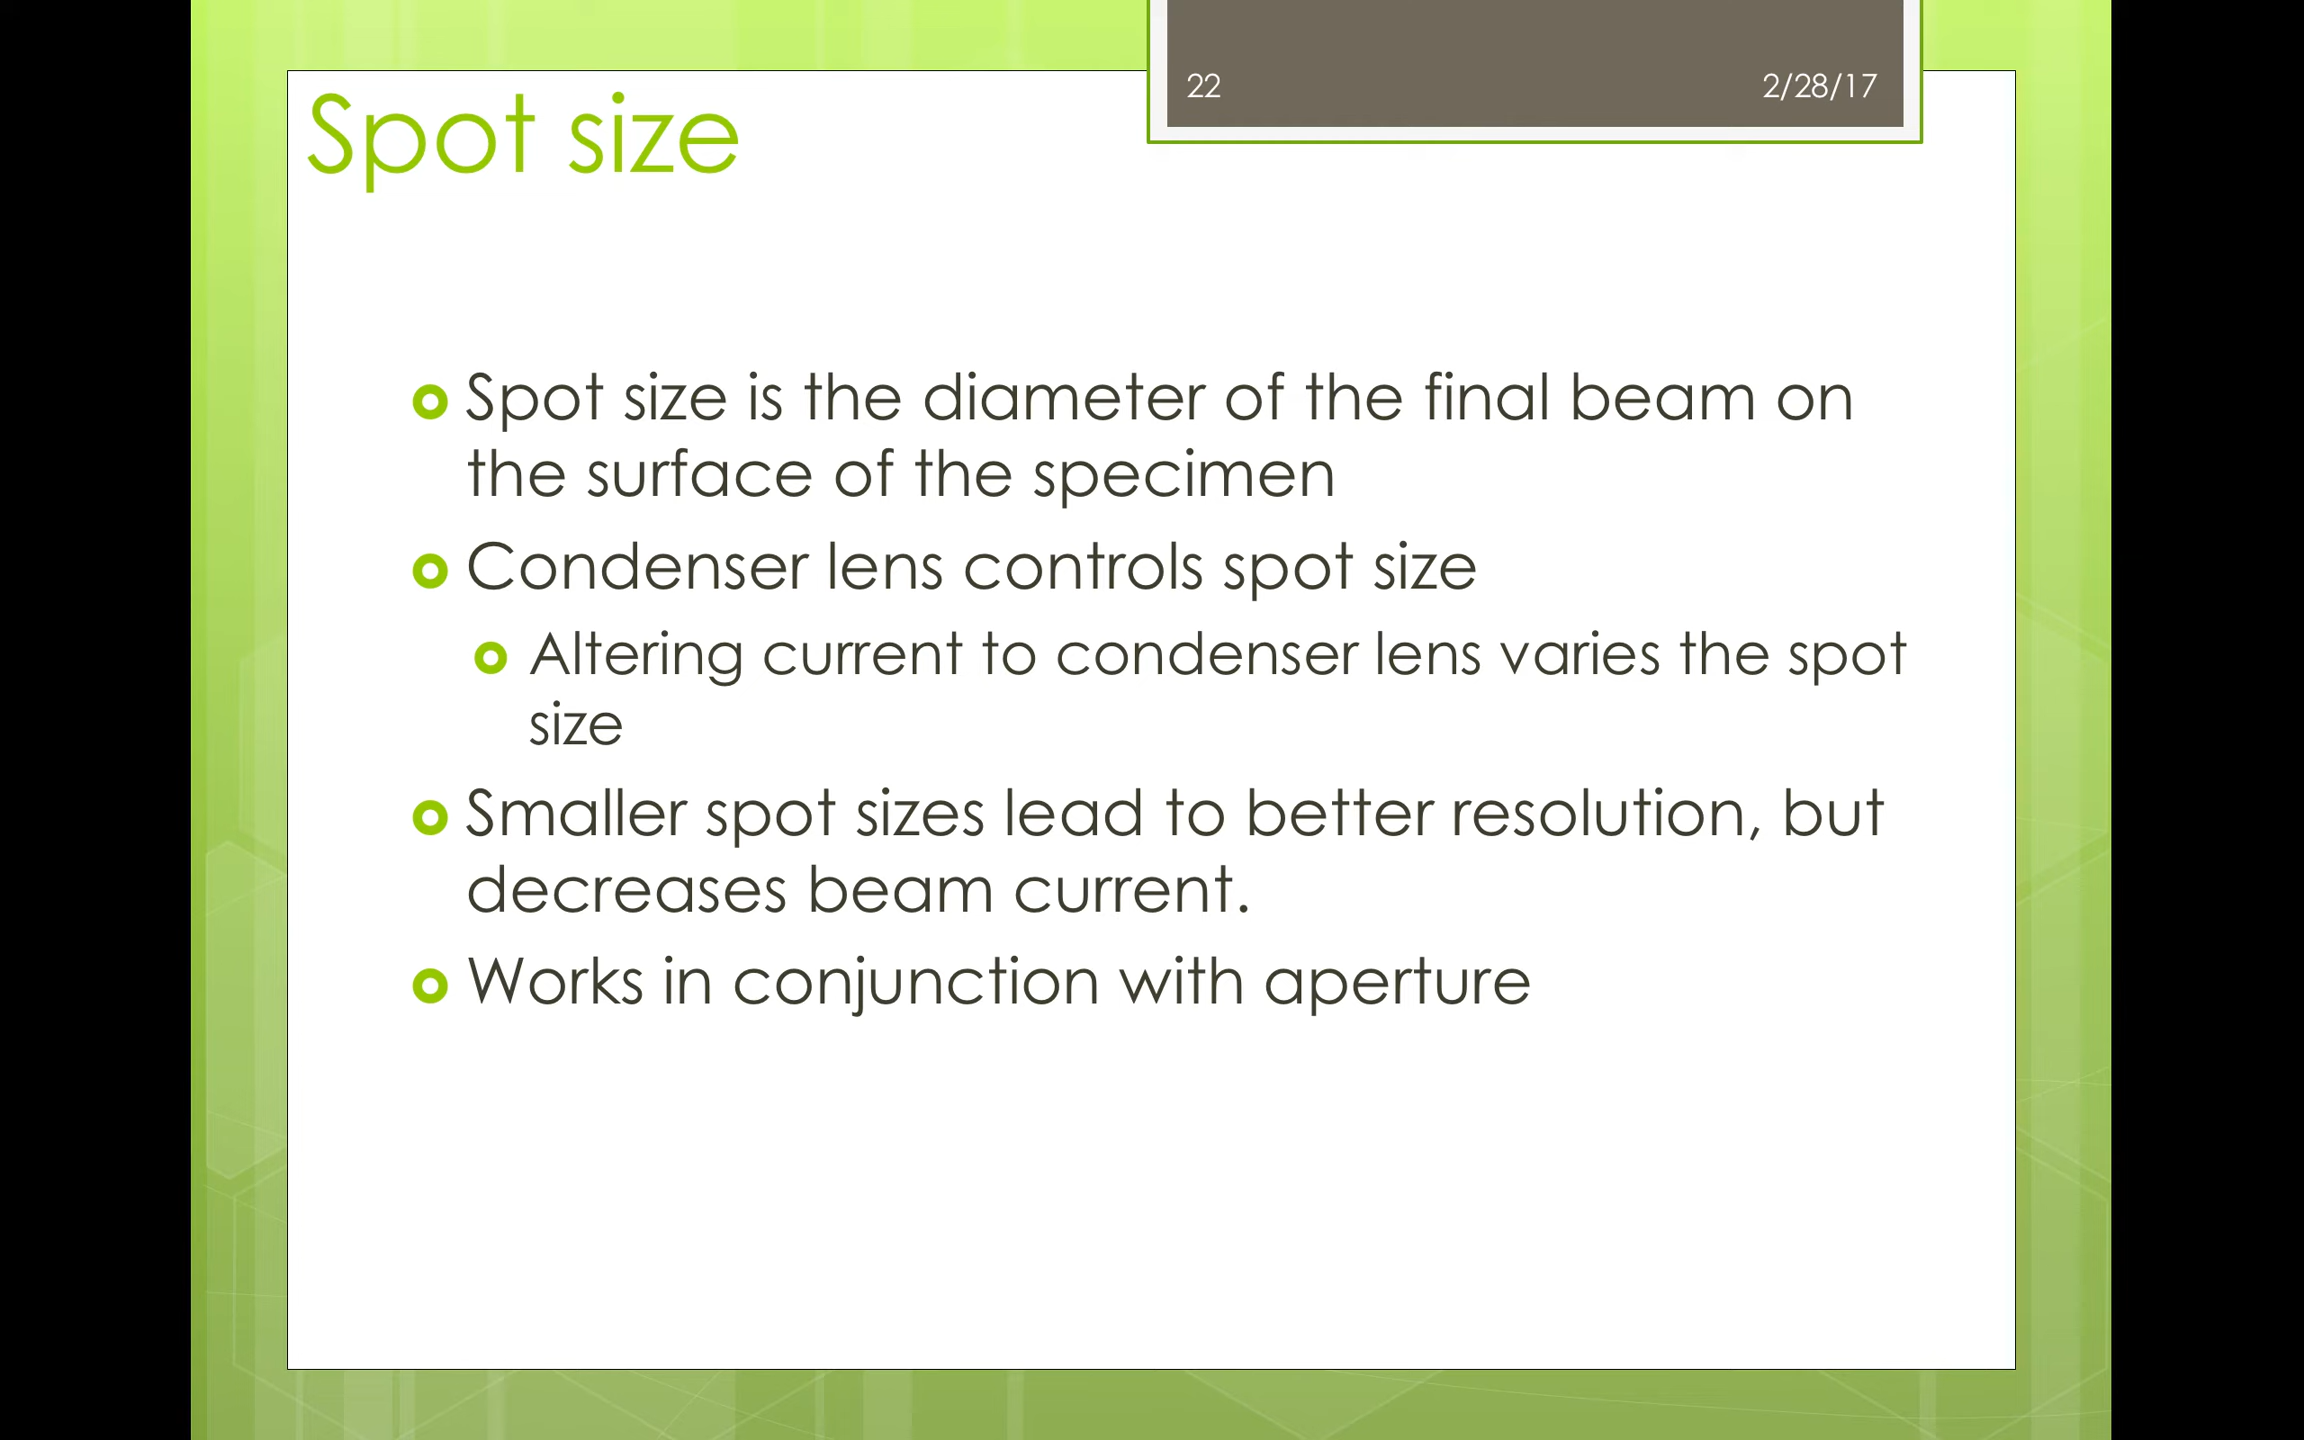 22
2/28/17
Spot size
Spot size is the diameter of the final beam on
the surface of the specimen
Condenser lens controls spot size
Altering current to condenser lens varies the spot
size
Smaller spot sizes lead to better resolution, but
decreases beam current.
Works in conjunction with aperture